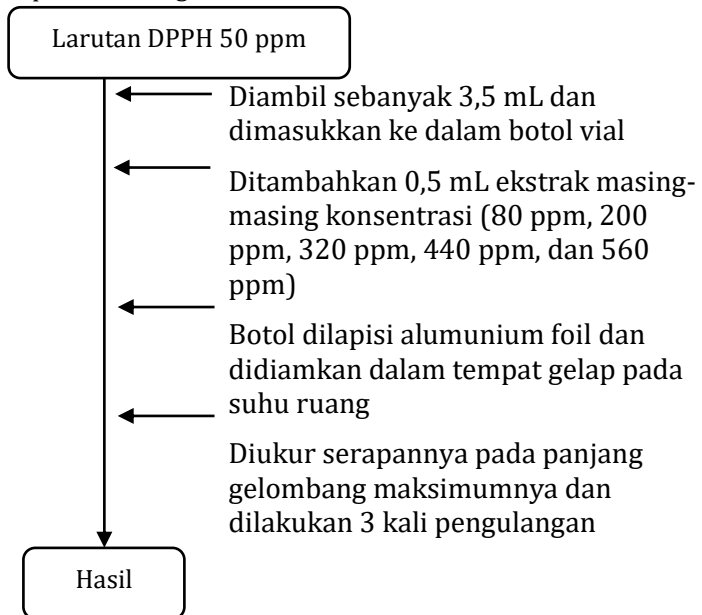 Larutan DPPH 50 ppm
Diambil sebanyak 3,5 mL dan
dimasukkan ke dalam botol vial
Ditambahkan 0,5 mL ekstrak masing-
masing konsentrasi (80 ppm, 200
ppm, 320 ppm, 440 ppm, dan 560
ppm)
Botol dilapisi alumunium foil dan
didiamkan dalam tempat gelap pada
suhu ruang
Diukur serapannya pada panjang
gelombang maksimumnya dan
dilakukan 3 kali pengulangan
Hasil